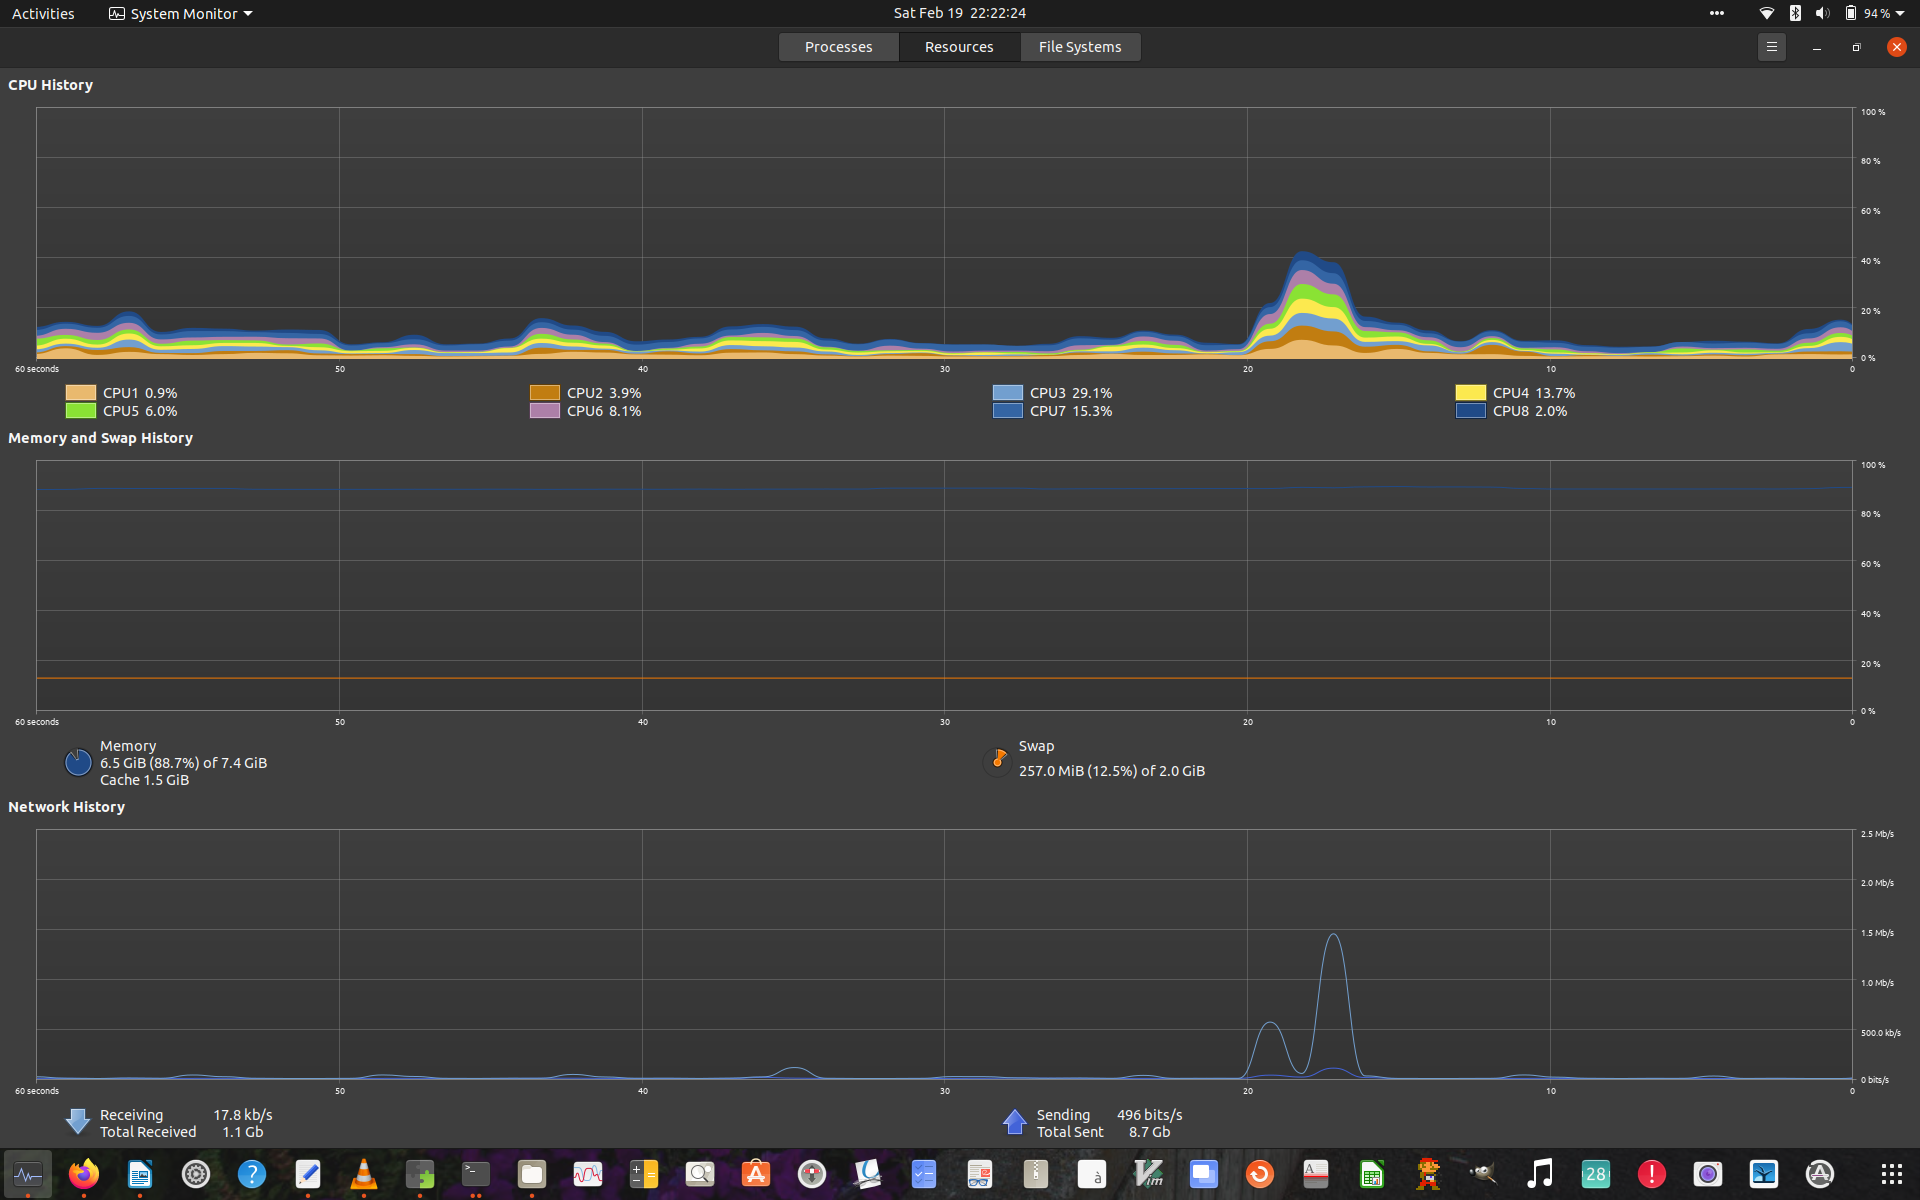 Activities System Monitor Sat Feb 19 22:22:24 94 %
Processes Resources File Systems
CPU History
100 %
80 %
60 %
40 %
20 %
0 %
60 seconds 50 40 30 20 10 0
CPU1 0.9% CPU2 3.9% CPU3 29.1% CPU4 13.7%
CPU5 6.0% CPU6 8.1% CPU7 15.3% CPU8 2.0%
Memory and Swap History
100 %
80 %
60 %
40 %
20 %
0 %
60 seconds 50 40 30 20 10 0
Memory
6.5 GiB (88.7%) of 7.4 GiB
Cache 1.5 GiB
Swap
257.0 MiB (12.5%) of 2.0 GiB
Network History
2.5 Mb/s
2.0 Mb/s
1.5 Mb/s
1.0 Mb/s
500.0 kb/s
0 bits/s
60 seconds 50 40 30 20 10 0
Receiving 17.8 kb/s
Total Received 1.1 Gb
Sending 496 bits/s
Total Sent 8.7 Gb
? >_ A à Vim A 28 !